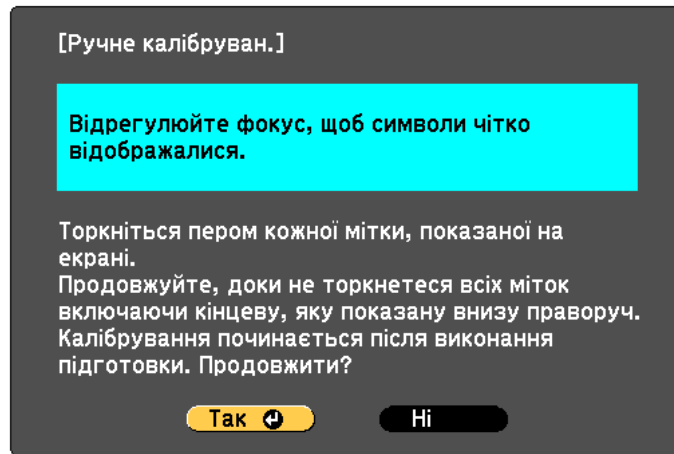 [Ручне калібруван.]
Відрегулюйте фокус, щоб символи чітко
відображалися.
Торкніться пером кожної мітки, показаної на
екрані.
Продовжуйте, доки не торкнетеся всіх міток
включаючи кінцеву, яку показану внизу праворуч.
Калібрування починається після виконання
підготовки. Продовжити?
Так
Ні